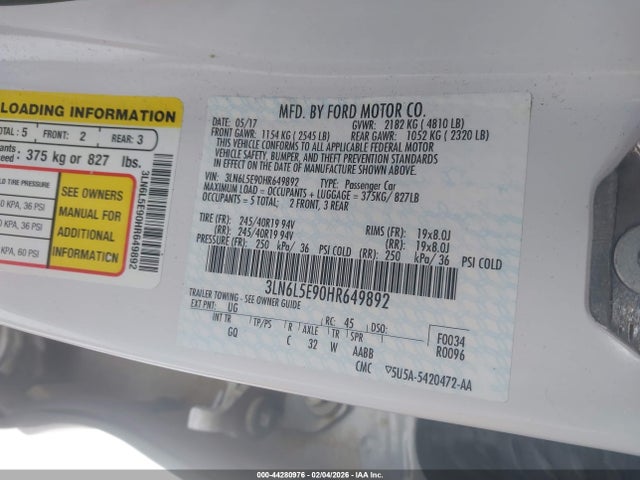 LOADING INFORMATION
TOTAL: 5 FRONT: 2 REAR: 3
375 kg or 827 lbs.
TIRE PRESSURE
KPA, 36 PSI
KPA, 36 PSI
KPA, 60 PSI
SEE OWNERS
MANUAL FOR
ADDITIONAL
INFORMATION
3LN6L5E90HR649892
MFD. BY FORD MOTOR CO.
DATE: 05/17 GVWR: 2182 KG ( 4810 LB)
FRONT GAWR: 1154 KG ( 2545 LB) REAR GAWR: 1052 KG ( 2320 LB)
THIS VEHICLE CONFORMS TO ALL APPLICABLE FEDERAL MOTOR
VEHICLE SAFETY, BUMPER, AND THEFT PREVENTION STANDARDS
IN EFFECT ON THE DATE OF MANUFACTURE SHOWN ABOVE.
VIN: 3LN6L5E90HR649892 TYPE: Passenger Car
MAXIMUM LOAD = OCCUPANTS + LUGGAGE = 375KG/ 827LB
OCCUPANTS = 5 TOTAL: 2 FRONT, 3 REAR
TIRE (FR): 245/40R19 94V RIMS (FR): 19x8.0J
(RR): 245/40R19 94V (RR): 19x8.0J
PRESSURE (FR): 250 kPa/ 36 PSI COLD (RR): 250 kPa/ 36 PSI COLD
3LN6L5E90HR649892
TRAILER TOWING - SEE OWNER GUIDE
EXT PNT: UG RC: 45 DSO: F0034
INT TR TP/PS R AXLE TR SPR R0096
GQ C 32 W AABB
CMC ▽5U5A-5420472-AA
000-44280976 - 02/04/2026 - IAAI.COM